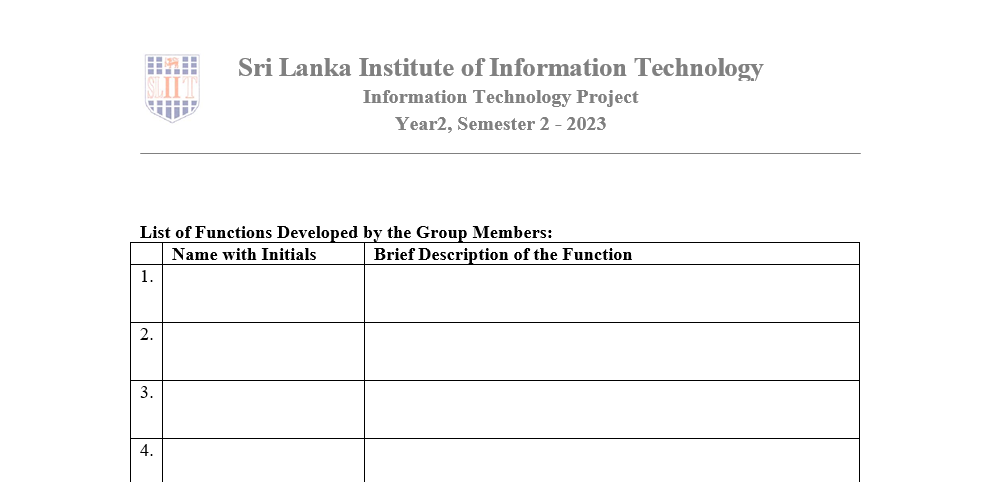 SLIIT
Sri Lanka Institute of Information Technology
Information Technology Project
Year2, Semester 2 - 2023
List of Functions Developed by the Group Members:
Name with Initials Brief Description of the Function
1.
2.
3.
4.